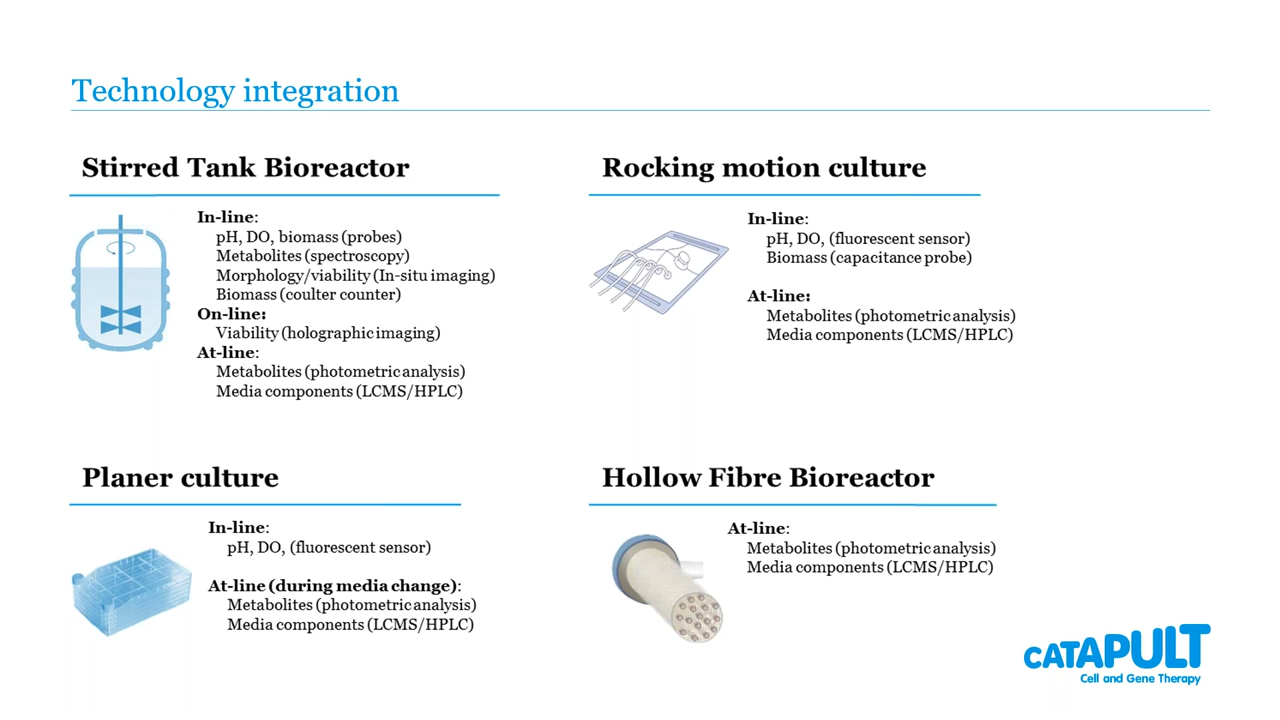 Technology integration
Stirred Tank Bioreactor
In-line:
pH, DO, biomass (probes)
Metabolites (spectroscopy)
Morphology/viability (In-situ imaging)
Biomass (coulter counter)
On-line:
Viability (holographic imaging)
At-line:
Metabolites (photometric analysis)
Media components (LCMS/HPLC)
Rocking motion culture
In-line:
pH, DO, (fluorescent sensor)
Biomass (capacitance probe)
At-line:
Metabolites (photometric analysis)
Media components (LCMS/HPLC)
Planer culture
In-line:
pH, DO, (fluorescent sensor)
At-line (during media change):
Metabolites (photometric analysis)
Media components (LCMS/HPLC)
Hollow Fibre Bioreactor
At-line:
Metabolites (photometric analysis)
Media components (LCMS/HPLC)
CATAPULT
Cell and Gene Therapy